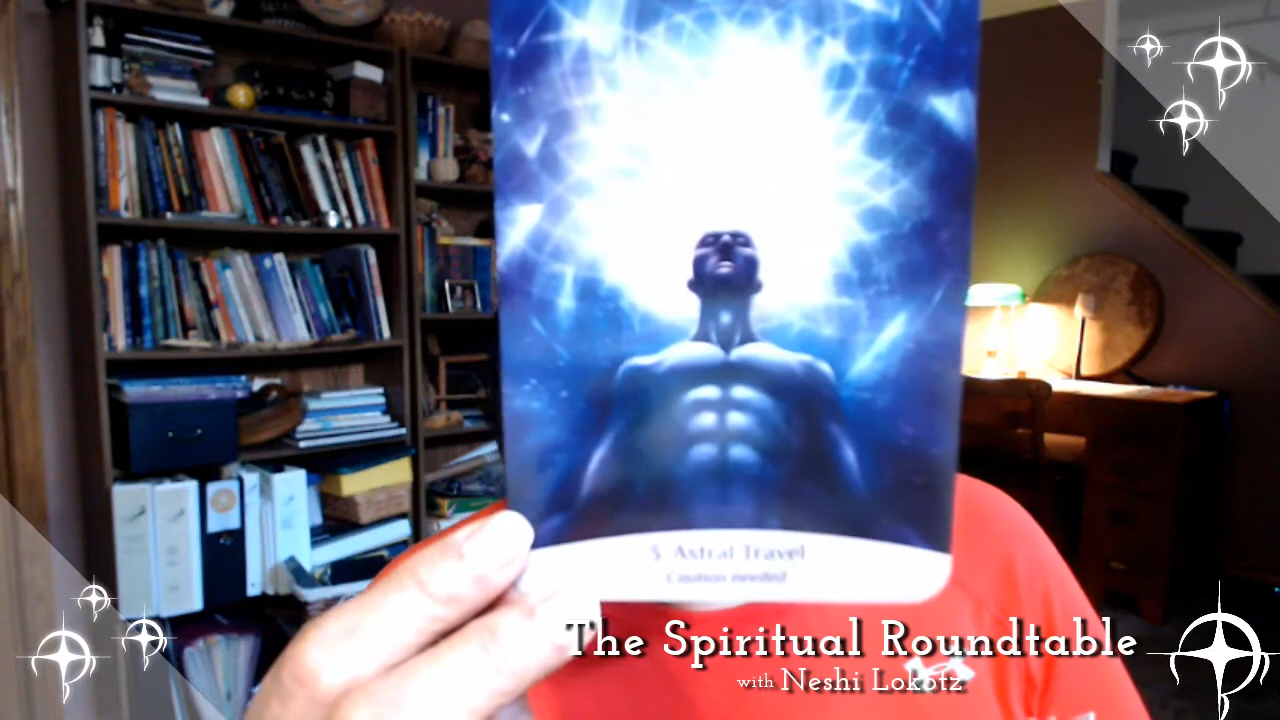 5 Astral Travel
Caution needed
The Spiritual Roundtable
with Neshi Lokotz